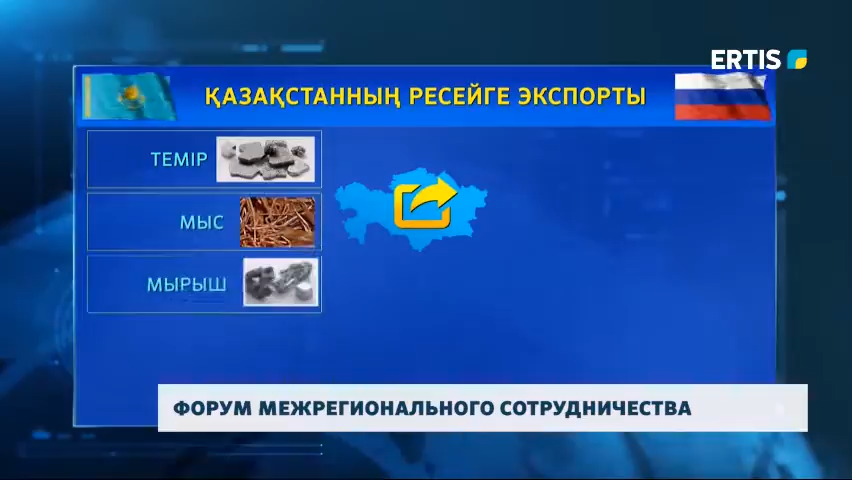 ERTIS
ҚАЗАҚСТАННЫҢ РЕСЕЙГЕ ЭКСПОРТЫ
ТЕМІР
МЫС
МЫРЫШ
ФОРУМ МЕЖРЕГИОНАЛЬНОГО СОТРУДНИЧЕСТВА